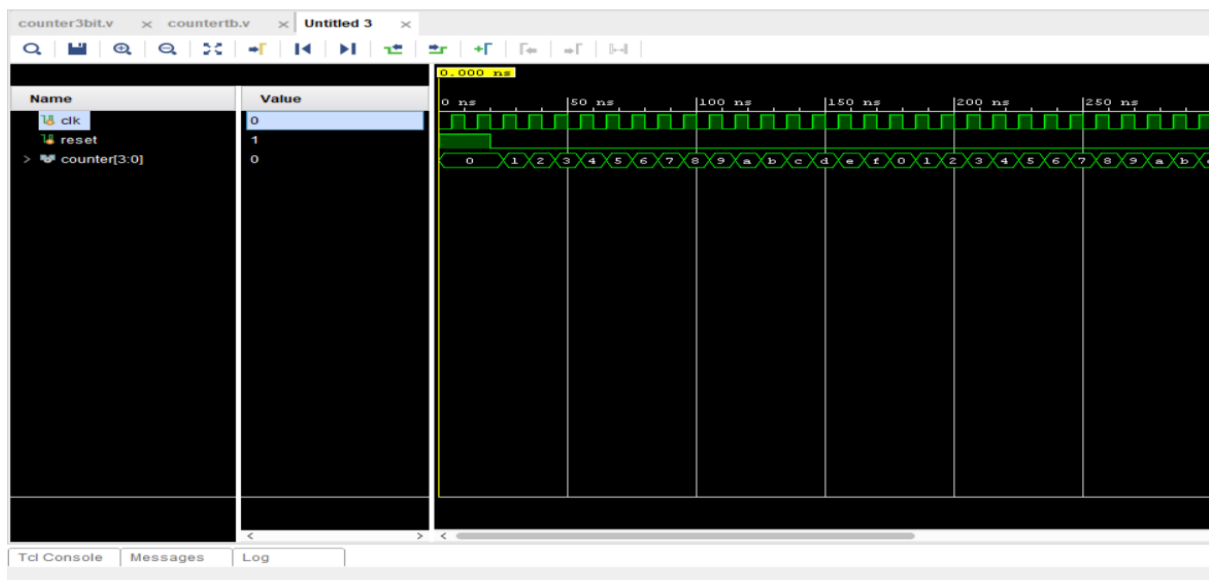 counter3bit.v × countertb.v × Untitled 3 ×
0.000 ns
Name Value
0 ns 50 ns 100 ns 150 ns 200 ns 250 ns
clk 0
reset 1
> counter[3:0] 0
0 1 2 3 4 5 6 7 8 9 a b c d e f 0 1 2 3 4 5 6 7 8 9 a b
Tcl Console Messages Log